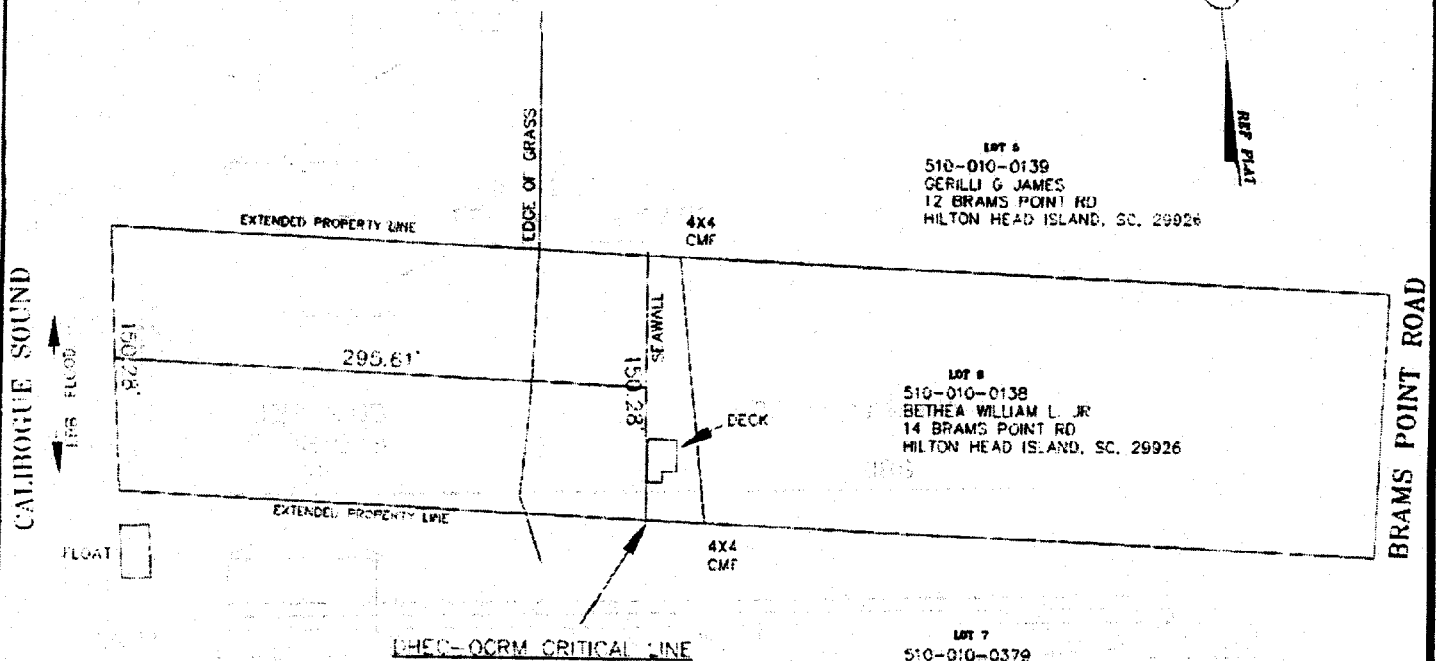 REF PLAT
EDGE OF GRASS
510-010-0139
GERILLI G JAMES
12 BRAMS POINT RD
HILTON HEAD ISLAND, SC. 29926
EXTENDED PROPERTY LINE
4X4
CMF
CALIBOGUE SOUND
EBB FLOOD
150.28'
295.61'
150.28'
SEAWALL
DECK
LOT 8
510-010-0138
BETHEA WILLIAM L. JR
14 BRAMS POINT RD
HILTON HEAD ISLAND, SC. 29926
BRAMS POINT ROAD
EXTENDED PROPERTY LINE
FLOAT
4X4
CMF
DHEC-OCRM CRITICAL LINE
LOT 7
510-010-0379